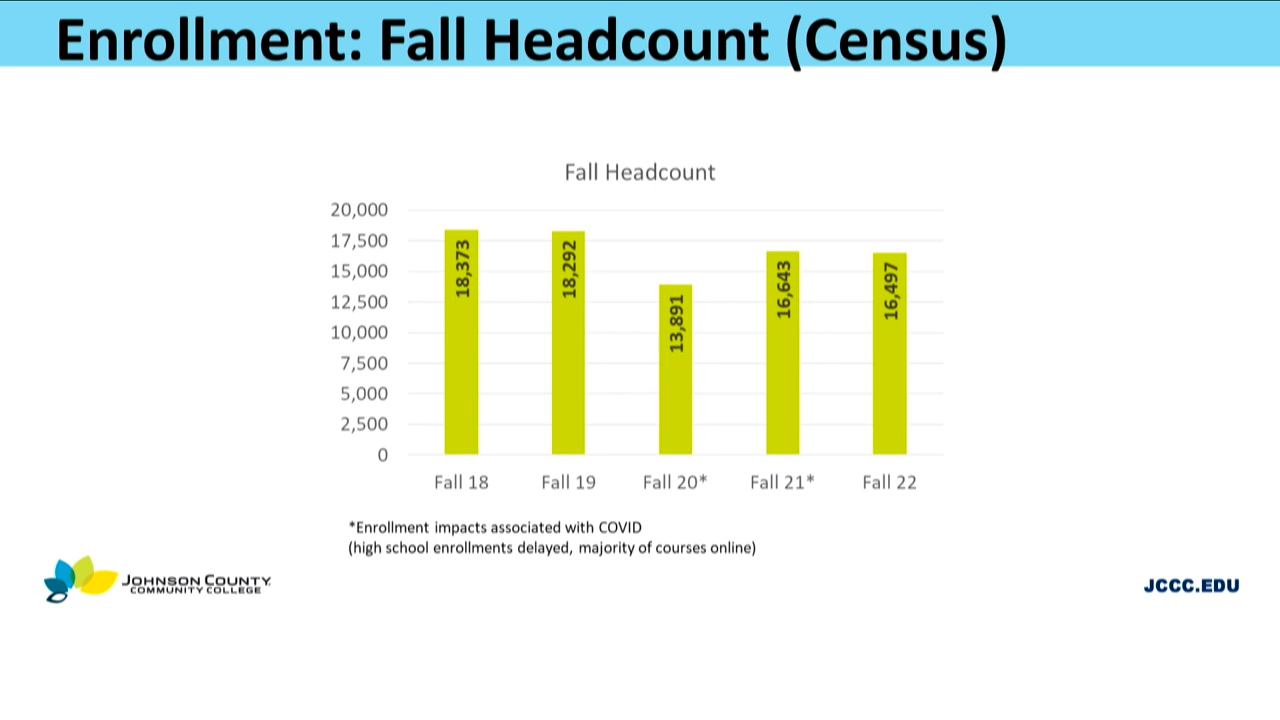 Enrollment: Fall Headcount (Census)
Fall Headcount
20,000
17,500
15,000
12,500
10,000
7,500
5,000
2,500
0
18,373
18,292
13,891
16,643
16,497
Fall 18
Fall 19
Fall 20*
Fall 21*
Fall 22
*Enrollment impacts associated with COVID
(high school enrollments delayed, majority of courses online)
JOHNSON COUNTY
COMMUNITY COLLEGE
JCCC.EDU